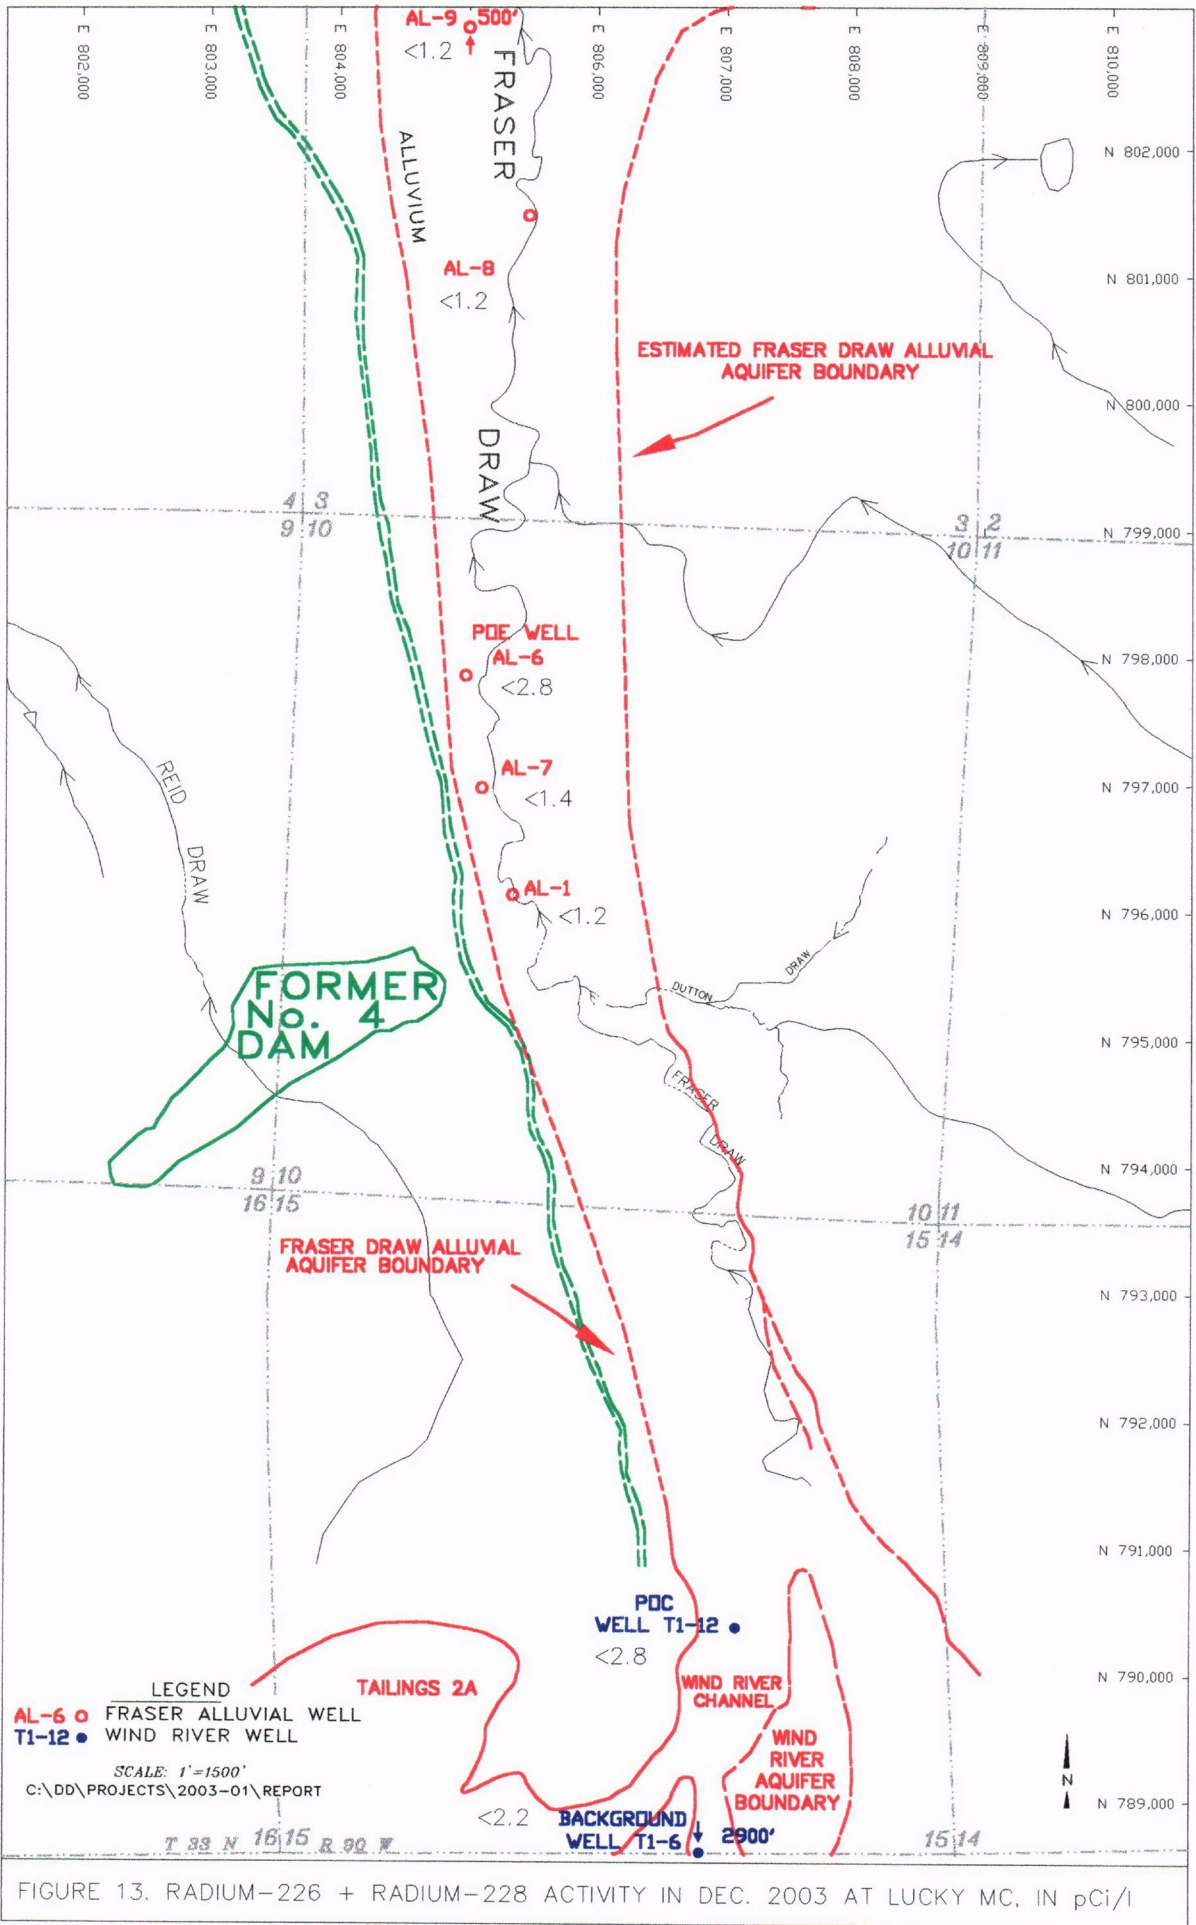 E 802,000
E 803,000
E 804,000
AL-9 500'
<1.2
E 806,000
E 807,000
E 808,000
E 809,000
E 810,000
FRASER
ALLUVIUM
N 802,000
AL-8
<1.2
N 801,000
ESTIMATED FRASER DRAW ALLUVIAL
AQUIFER BOUNDARY
N 800,000
DRAW
4 3
9 10
3 2
10 11
N 799,000
POE WELL
AL-6
<2.8
N 798,000
REID DRAW
AL-7
<1.4
N 797,000
AL-1
<1.2
N 796,000
FORMER
No. 4
DAM
DUTTON DRAW
N 795,000
FRASER DRAW
N 794,000
9 10
16 15
10 11
15 14
FRASER DRAW ALLUVIAL
AQUIFER BOUNDARY
N 793,000
N 792,000
N 791,000
POC
WELL T1-12
<2.8
N 790,000
TAILINGS 2A
WIND RIVER
CHANNEL
LEGEND
AL-6 FRASER ALLUVIAL WELL
T1-12 WIND RIVER WELL
WIND
RIVER
AQUIFER
BOUNDARY
SCALE: 1'=1500'
C:\DD\PROJECTS\2003-01\REPORT
N
N 789,000
<2.2
BACKGROUND
WELL T1-6 2900'
T 33 N 16 15 R 90 W
15 14
FIGURE 13. RADIUM-226 + RADIUM-228 ACTIVITY IN DEC. 2003 AT LUCKY MC, IN pCi/l